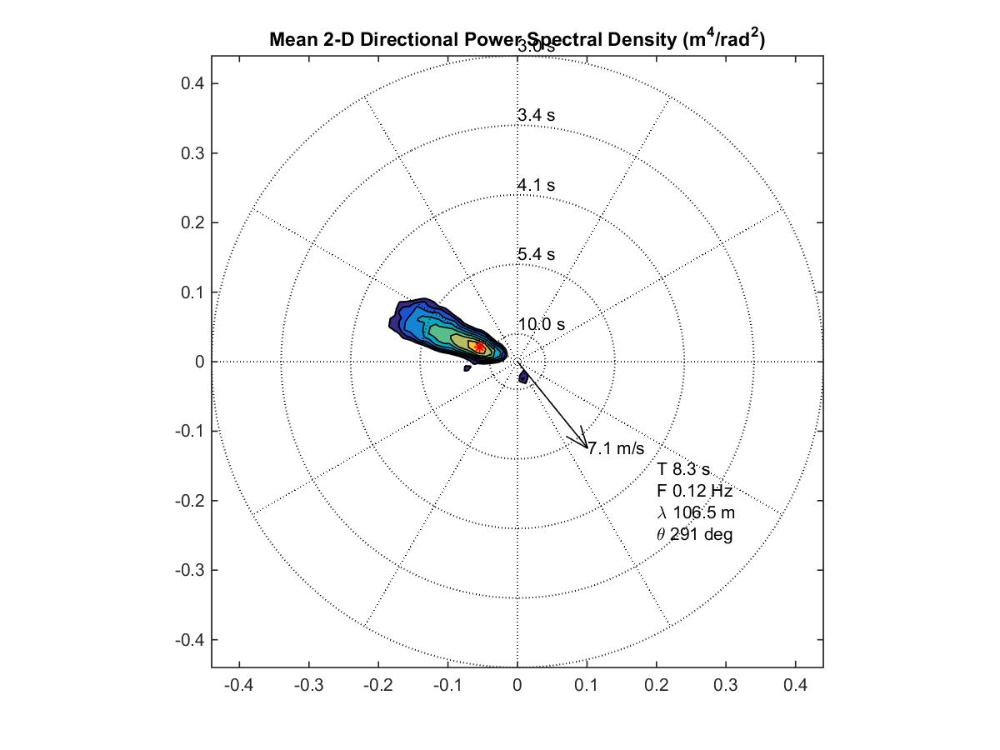 Mean 2-D Directional Power Spectral Density (m⁴/rad²)
3.0 s
0.4
3.4 s
0.3
4.1 s
0.2
5.4 s
0.1
10.0 s
0
-0.1
7.1 m/s
T 8.3 s
F 0.12 Hz
-0.2
λ 106.5 m
θ 291 deg
-0.3
-0.4
-0.4 -0.3 -0.2 -0.1 0 0.1 0.2 0.3 0.4